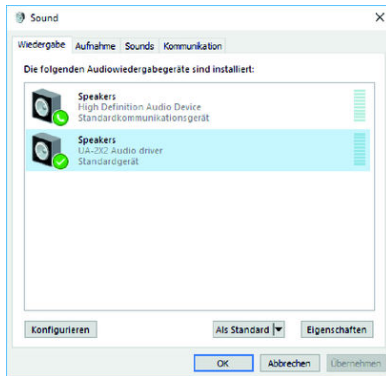 Sound
Wiedergabe Aufnahme Sounds Kommunikation
Die folgenden Audiowiedergabegeräte sind installiert:
Speakers
High Definition Audio Device
Standardkommunikationsgerät
Speakers
UA-2X2 Audio driver
Standardgerät
Konfigurieren Als Standard Eigenschaften
OK Abbrechen Übernehmen